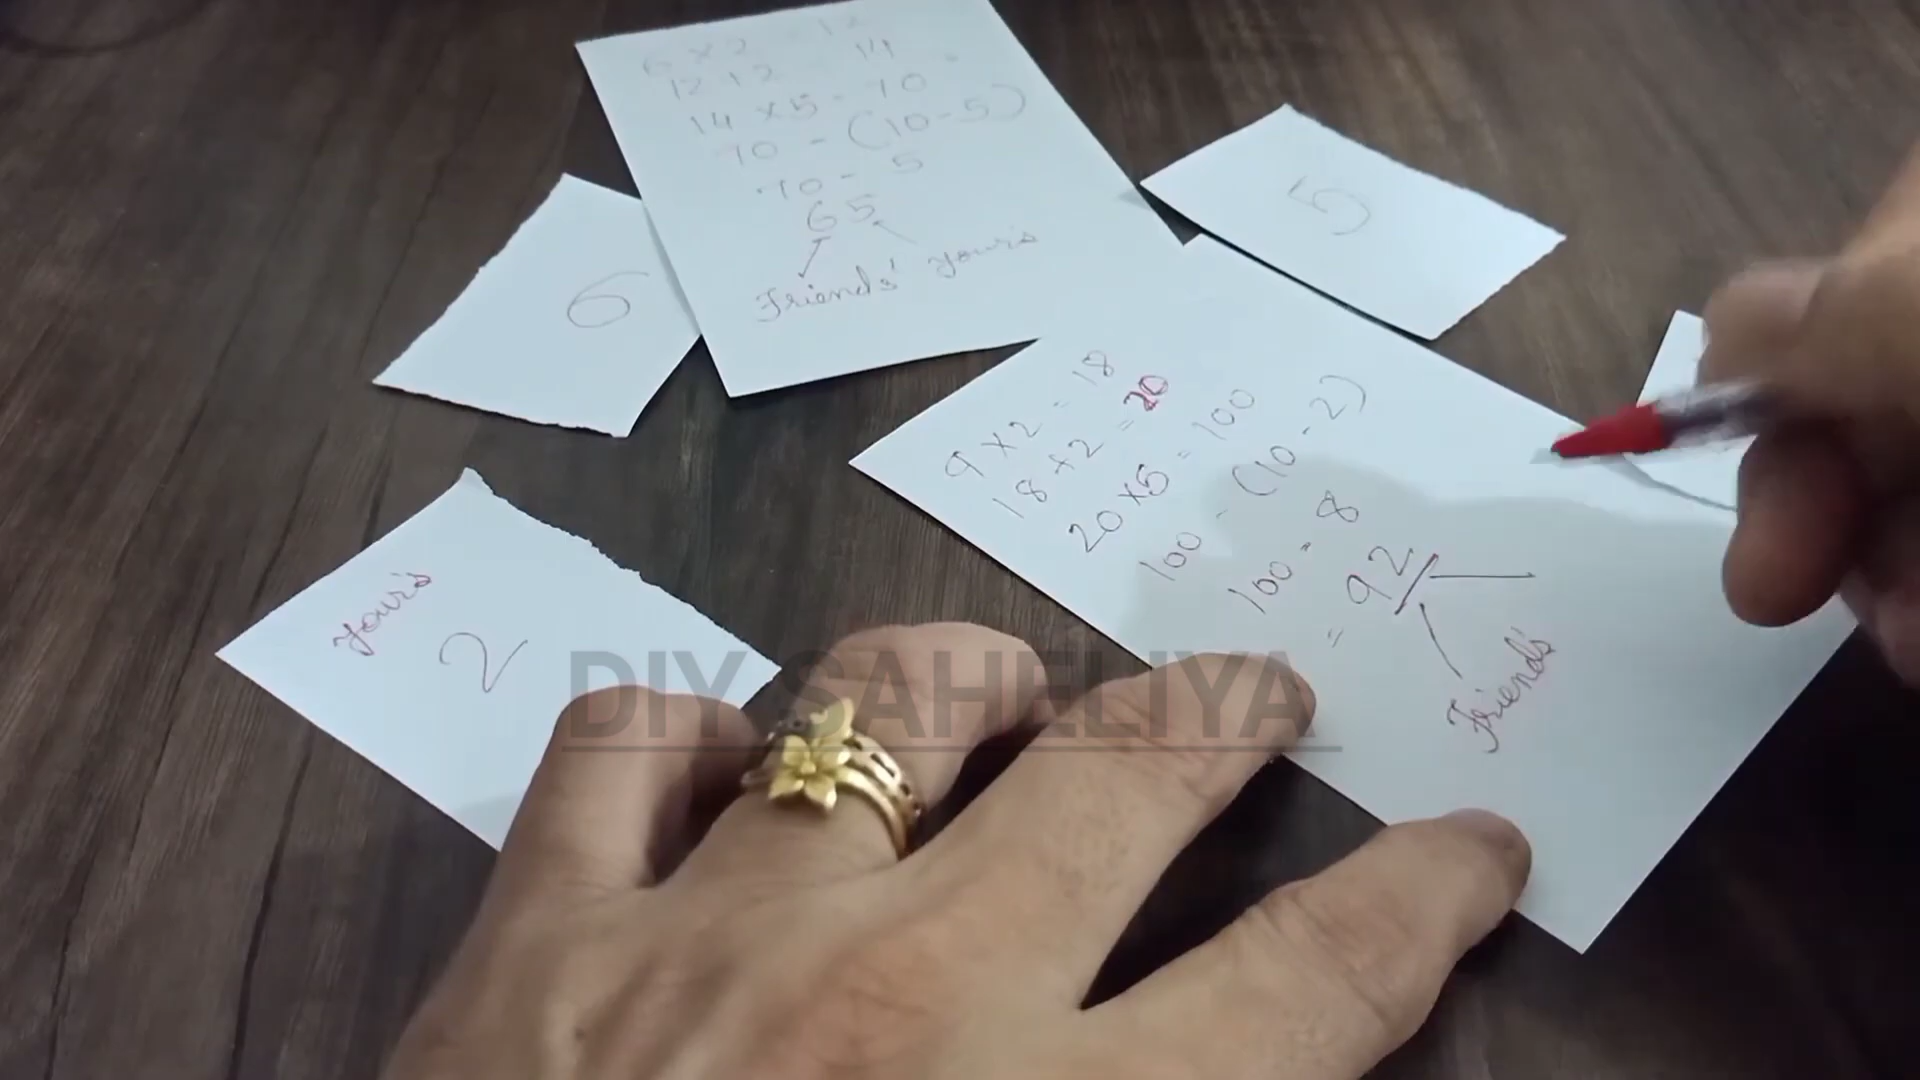 6 × 2 = 12
12 + 2 = 14
14 × 5 = 70
70 - (10-5)
70 - 5
65
Friends' yours
6
5
9 × 2 = 18
18 + 2 = 20
20 × 5 = 100
100 - (10-2)
100 - 8
= 92
Friends
yours
2
DIY SAHELIYA